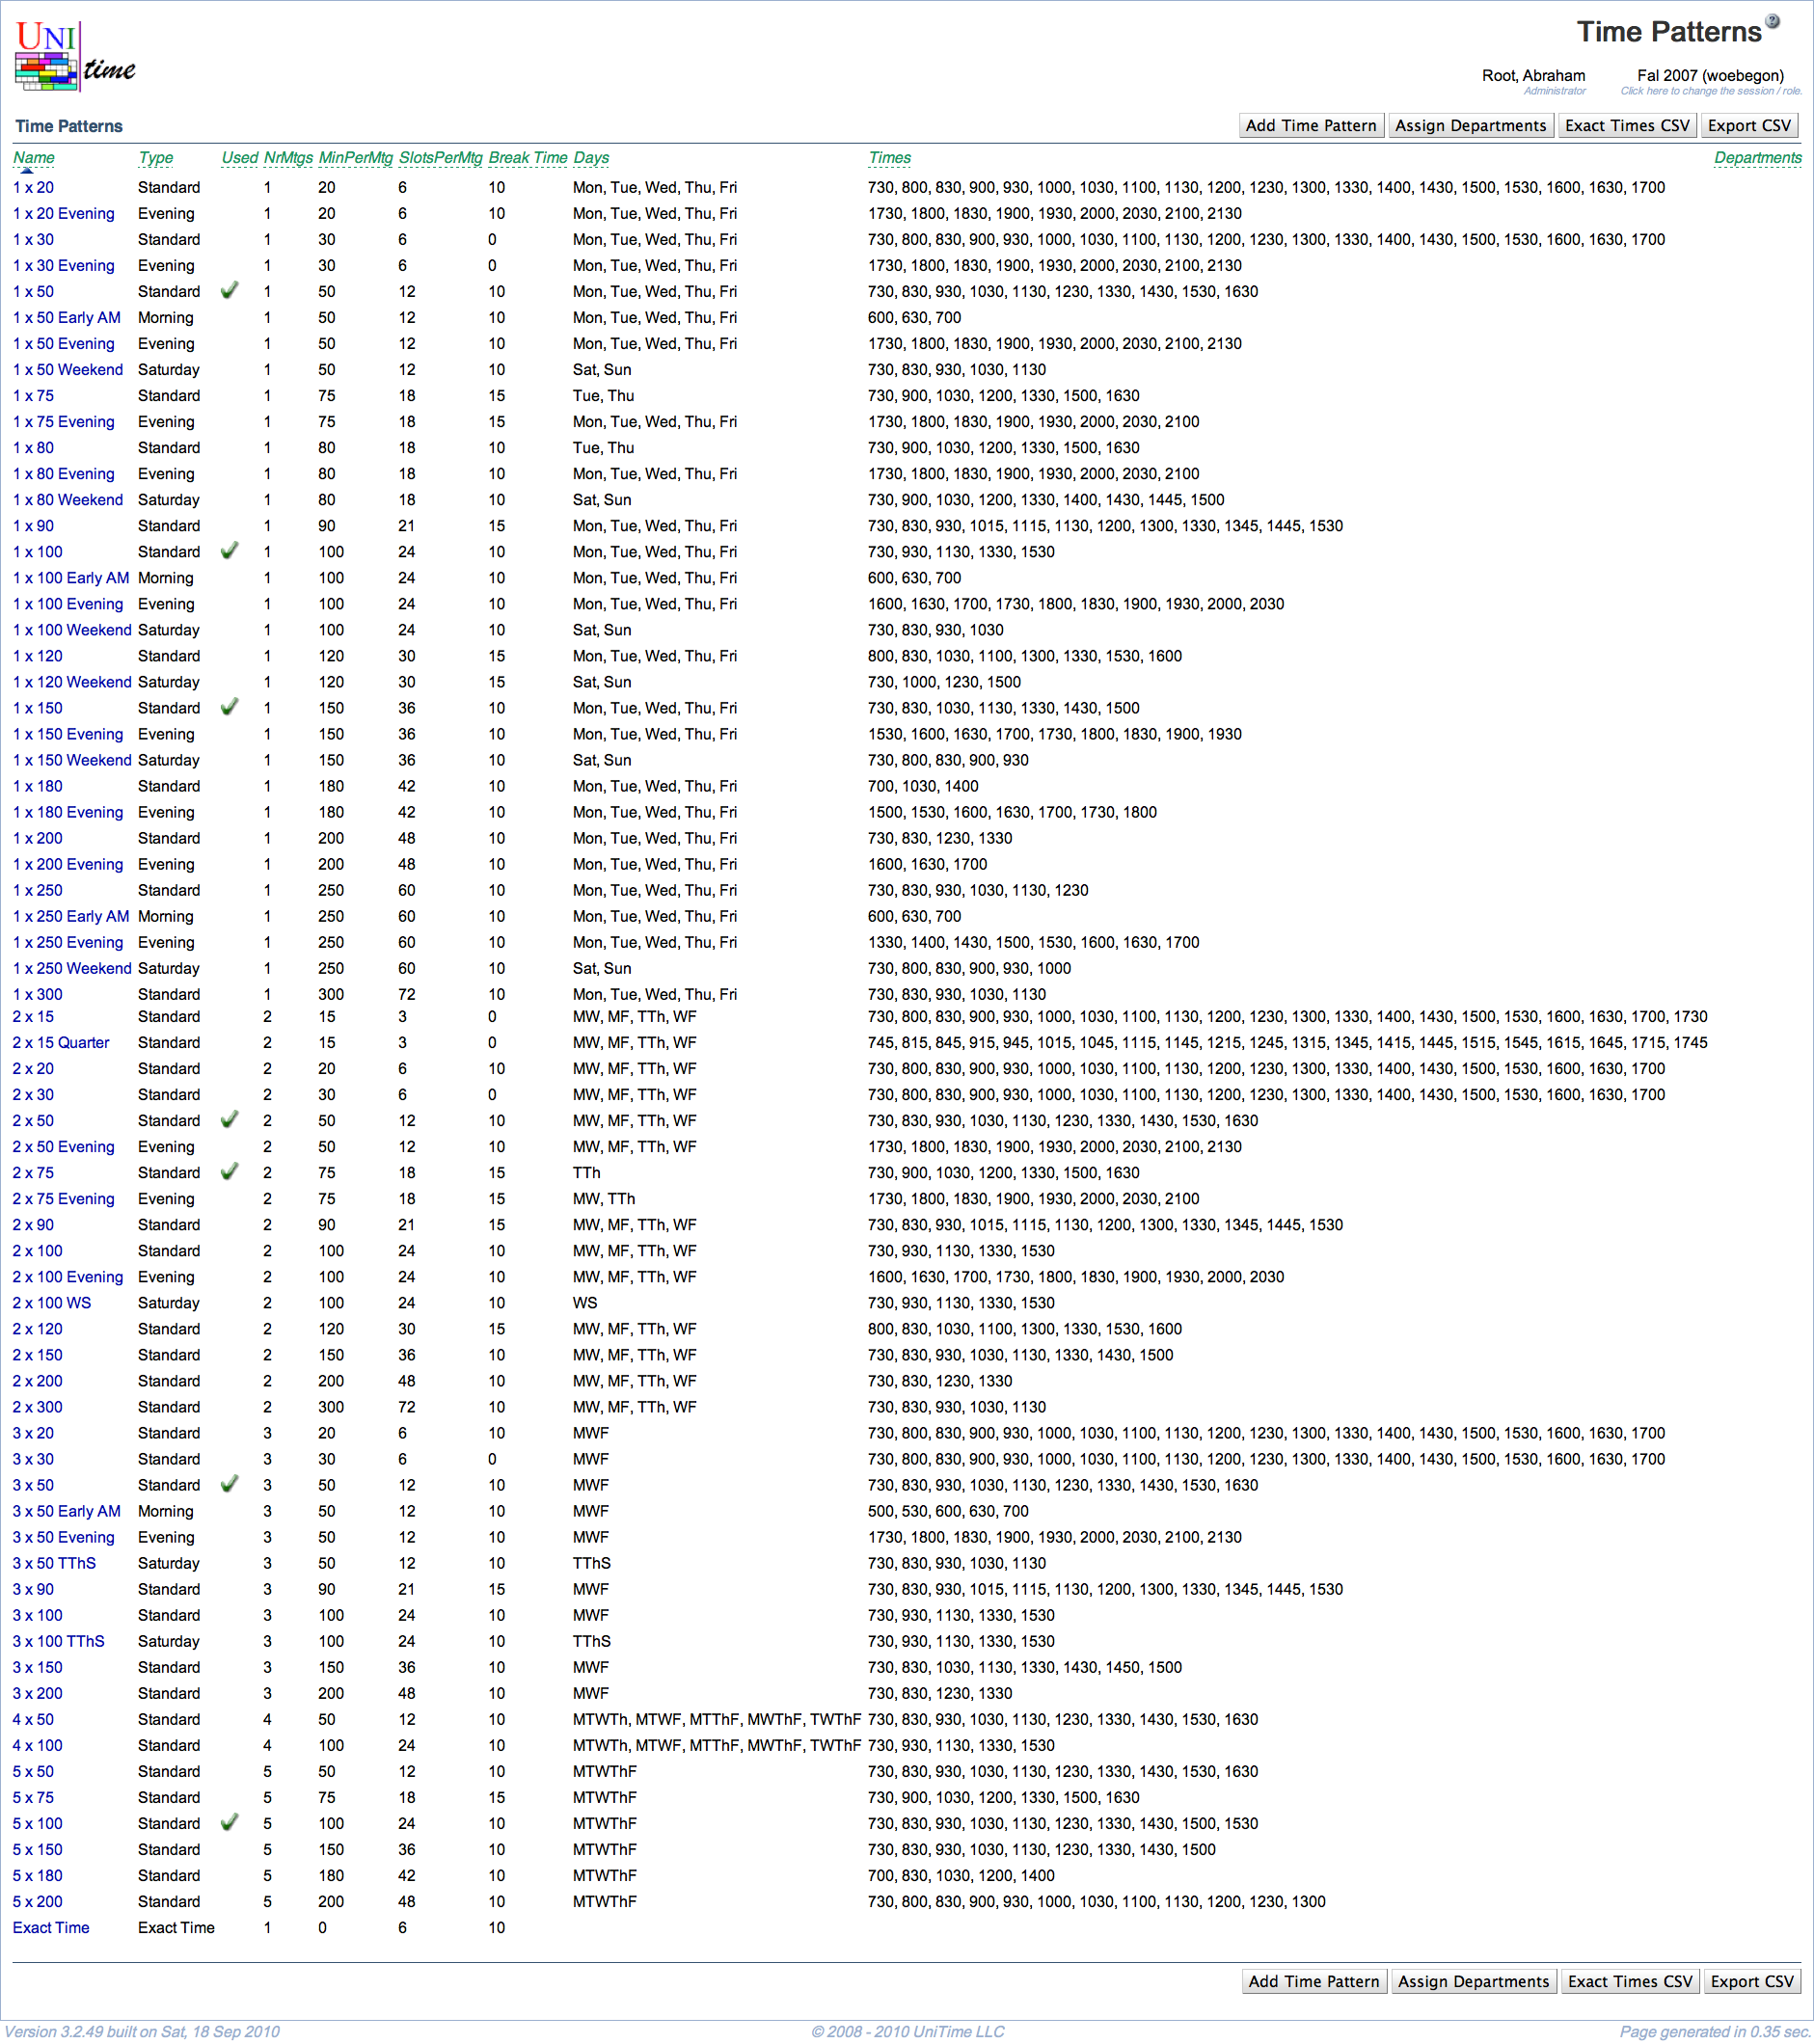 UNI
time
Time Patterns
Root, Abraham Fal 2007 (woebegon)
Administrator Click here to change the session / role.
Time Patterns Add Time Pattern Assign Departments Exact Times CSV Export CSV
Name Type Used NrMtgs MinPerMtg SlotsPerMtg Break Time Days Times Departments
1 x 20 Standard 1 20 6 10 Mon, Tue, Wed, Thu, Fri 730, 800, 830, 900, 930, 1000, 1030, 1100, 1130, 1200, 1230, 1300, 1330, 1400, 1430, 1500, 1530, 1600, 1630, 1700
1 x 20 Evening Evening 1 20 6 10 Mon, Tue, Wed, Thu, Fri 1730, 1800, 1830, 1900, 1930, 2000, 2030, 2100, 2130
1 x 30 Standard 1 30 6 0 Mon, Tue, Wed, Thu, Fri 730, 800, 830, 900, 930, 1000, 1030, 1100, 1130, 1200, 1230, 1300, 1330, 1400, 1430, 1500, 1530, 1600, 1630, 1700
1 x 30 Evening Evening 1 30 6 0 Mon, Tue, Wed, Thu, Fri 1730, 1800, 1830, 1900, 1930, 2000, 2030, 2100, 2130
1 x 50 Standard 1 50 12 10 Mon, Tue, Wed, Thu, Fri 730, 830, 930, 1030, 1130, 1230, 1330, 1430, 1530, 1630
1 x 50 Early AM Morning 1 50 12 10 Mon, Tue, Wed, Thu, Fri 600, 630, 700
1 x 50 Evening Evening 1 50 12 10 Mon, Tue, Wed, Thu, Fri 1730, 1800, 1830, 1900, 1930, 2000, 2030, 2100, 2130
1 x 50 Weekend Saturday 1 50 12 10 Sat, Sun 730, 830, 930, 1030, 1130
1 x 75 Standard 1 75 18 15 Tue, Thu 730, 900, 1030, 1200, 1330, 1500, 1630
1 x 75 Evening Evening 1 75 18 15 Mon, Tue, Wed, Thu, Fri 1730, 1800, 1830, 1900, 1930, 2000, 2030, 2100
1 x 80 Standard 1 80 18 10 Tue, Thu 730, 900, 1030, 1200, 1330, 1500, 1630
1 x 80 Evening Evening 1 80 18 10 Mon, Tue, Wed, Thu, Fri 1730, 1800, 1830, 1900, 1930, 2000, 2030, 2100
1 x 80 Weekend Saturday 1 80 18 10 Sat, Sun 730, 900, 1030, 1200, 1330, 1400, 1430, 1445, 1500
1 x 90 Standard 1 90 21 15 Mon, Tue, Wed, Thu, Fri 730, 830, 930, 1015, 1115, 1130, 1200, 1300, 1330, 1345, 1445, 1530
1 x 100 Standard 1 100 24 10 Mon, Tue, Wed, Thu, Fri 730, 930, 1130, 1330, 1530
1 x 100 Early AM Morning 1 100 24 10 Mon, Tue, Wed, Thu, Fri 600, 630, 700
1 x 100 Evening Evening 1 100 24 10 Mon, Tue, Wed, Thu, Fri 1600, 1630, 1700, 1730, 1800, 1830, 1900, 1930, 2000, 2030
1 x 100 Weekend Saturday 1 100 24 10 Sat, Sun 730, 830, 930, 1030
1 x 120 Standard 1 120 30 15 Mon, Tue, Wed, Thu, Fri 800, 830, 1030, 1100, 1300, 1330, 1530, 1600
1 x 120 Weekend Saturday 1 120 30 15 Sat, Sun 730, 1000, 1230, 1500
1 x 150 Standard 1 150 36 10 Mon, Tue, Wed, Thu, Fri 730, 830, 1030, 1130, 1330, 1430, 1500
1 x 150 Evening Evening 1 150 36 10 Mon, Tue, Wed, Thu, Fri 1530, 1600, 1630, 1700, 1730, 1800, 1830, 1900, 1930
1 x 150 Weekend Saturday 1 150 36 10 Sat, Sun 730, 800, 830, 900, 930
1 x 180 Standard 1 180 42 10 Mon, Tue, Wed, Thu, Fri 700, 1030, 1400
1 x 180 Evening Evening 1 180 42 10 Mon, Tue, Wed, Thu, Fri 1500, 1530, 1600, 1630, 1700, 1730, 1800
1 x 200 Standard 1 200 48 10 Mon, Tue, Wed, Thu, Fri 730, 830, 1230, 1330
1 x 200 Evening Evening 1 200 48 10 Mon, Tue, Wed, Thu, Fri 1600, 1630, 1700
1 x 250 Standard 1 250 60 10 Mon, Tue, Wed, Thu, Fri 730, 830, 930, 1030, 1130, 1230
1 x 250 Early AM Morning 1 250 60 10 Mon, Tue, Wed, Thu, Fri 600, 630, 700
1 x 250 Evening Evening 1 250 60 10 Mon, Tue, Wed, Thu, Fri 1330, 1400, 1430, 1500, 1530, 1600, 1630, 1700
1 x 250 Weekend Saturday 1 250 60 10 Sat, Sun 730, 800, 830, 900, 930, 1000
1 x 300 Standard 1 300 72 10 Mon, Tue, Wed, Thu, Fri 730, 830, 930, 1030, 1130
2 x 15 Standard 2 15 3 0 MW, MF, TTh, WF 730, 800, 830, 900, 930, 1000, 1030, 1100, 1130, 1200, 1230, 1300, 1330, 1400, 1430, 1500, 1530, 1600, 1630, 1700, 1730
2 x 15 Quarter Standard 2 15 3 0 MW, MF, TTh, WF 745, 815, 845, 915, 945, 1015, 1045, 1115, 1145, 1215, 1245, 1315, 1345, 1415, 1445, 1515, 1545, 1615, 1645, 1715, 1745
2 x 20 Standard 2 20 6 10 MW, MF, TTh, WF 730, 800, 830, 900, 930, 1000, 1030, 1100, 1130, 1200, 1230, 1300, 1330, 1400, 1430, 1500, 1530, 1600, 1630, 1700
2 x 30 Standard 2 30 6 0 MW, MF, TTh, WF 730, 800, 830, 900, 930, 1000, 1030, 1100, 1130, 1200, 1230, 1300, 1330, 1400, 1430, 1500, 1530, 1600, 1630, 1700
2 x 50 Standard 2 50 12 10 MW, MF, TTh, WF 730, 830, 930, 1030, 1130, 1230, 1330, 1430, 1530, 1630
2 x 50 Evening Evening 2 50 12 10 MW, MF, TTh, WF 1730, 1800, 1830, 1900, 1930, 2000, 2030, 2100, 2130
2 x 75 Standard 2 75 18 15 TTh 730, 900, 1030, 1200, 1330, 1500, 1630
2 x 75 Evening Evening 2 75 18 15 MW, TTh 1730, 1800, 1830, 1900, 1930, 2000, 2030, 2100
2 x 90 Standard 2 90 21 15 MW, MF, TTh, WF 730, 830, 930, 1015, 1115, 1130, 1200, 1300, 1330, 1345, 1445, 1530
2 x 100 Standard 2 100 24 10 MW, MF, TTh, WF 730, 930, 1130, 1330, 1530
2 x 100 Evening Evening 2 100 24 10 MW, MF, TTh, WF 1600, 1630, 1700, 1730, 1800, 1830, 1900, 1930, 2000, 2030
2 x 100 WS Saturday 2 100 24 10 WS 730, 930, 1130, 1330, 1530
2 x 120 Standard 2 120 30 15 MW, MF, TTh, WF 800, 830, 1030, 1100, 1300, 1330, 1530, 1600
2 x 150 Standard 2 150 36 10 MW, MF, TTh, WF 730, 830, 930, 1030, 1130, 1330, 1430, 1500
2 x 200 Standard 2 200 48 10 MW, MF, TTh, WF 730, 830, 1230, 1330
2 x 300 Standard 2 300 72 10 MW, MF, TTh, WF 730, 830, 930, 1030, 1130
3 x 20 Standard 3 20 6 10 MWF 730, 800, 830, 900, 930, 1000, 1030, 1100, 1130, 1200, 1230, 1300, 1330, 1400, 1430, 1500, 1530, 1600, 1630, 1700
3 x 30 Standard 3 30 6 0 MWF 730, 800, 830, 900, 930, 1000, 1030, 1100, 1130, 1200, 1230, 1300, 1330, 1400, 1430, 1500, 1530, 1600, 1630, 1700
3 x 50 Standard 3 50 12 10 MWF 730, 830, 930, 1030, 1130, 1230, 1330, 1430, 1530, 1630
3 x 50 Early AM Morning 3 50 12 10 MWF 500, 530, 600, 630, 700
3 x 50 Evening Evening 3 50 12 10 MWF 1730, 1800, 1830, 1900, 1930, 2000, 2030, 2100, 2130
3 x 50 TThS Saturday 3 50 12 10 TThS 730, 830, 930, 1030, 1130
3 x 90 Standard 3 90 21 15 MWF 730, 830, 930, 1015, 1115, 1130, 1200, 1300, 1330, 1345, 1445, 1530
3 x 100 Standard 3 100 24 10 MWF 730, 930, 1130, 1330, 1530
3 x 100 TThS Saturday 3 100 24 10 TThS 730, 930, 1130, 1330, 1530
3 x 150 Standard 3 150 36 10 MWF 730, 830, 1030, 1130, 1330, 1430, 1450, 1500
3 x 200 Standard 3 200 48 10 MWF 730, 830, 1230, 1330
4 x 50 Standard 4 50 12 10 MTWTh, MTWF, MTThF, MWThF, TWThF 730, 830, 930, 1030, 1130, 1230, 1330, 1430, 1530, 1630
4 x 100 Standard 4 100 24 10 MTWTh, MTWF, MTThF, MWThF, TWThF 730, 930, 1130, 1330, 1530
5 x 50 Standard 5 50 12 10 MTWThF 730, 830, 930, 1030, 1130, 1230, 1330, 1430, 1530, 1630
5 x 75 Standard 5 75 18 15 MTWThF 730, 900, 1030, 1200, 1330, 1500, 1630
5 x 100 Standard 5 100 24 10 MTWThF 730, 830, 930, 1030, 1130, 1230, 1330, 1430, 1500, 1530
5 x 150 Standard 5 150 36 10 MTWThF 730, 830, 930, 1030, 1130, 1230, 1330, 1430, 1500
5 x 180 Standard 5 180 42 10 MTWThF 700, 830, 1030, 1200, 1400
5 x 200 Standard 5 200 48 10 MTWThF 730, 800, 830, 900, 930, 1000, 1030, 1100, 1130, 1200, 1230, 1300
Exact Time Exact Time 1 0 6 10
Add Time Pattern Assign Departments Exact Times CSV Export CSV
Version 3.2.49 built on Sat, 18 Sep 2010 © 2008 - 2010 UniTime LLC Page generated in 0.35 sec.